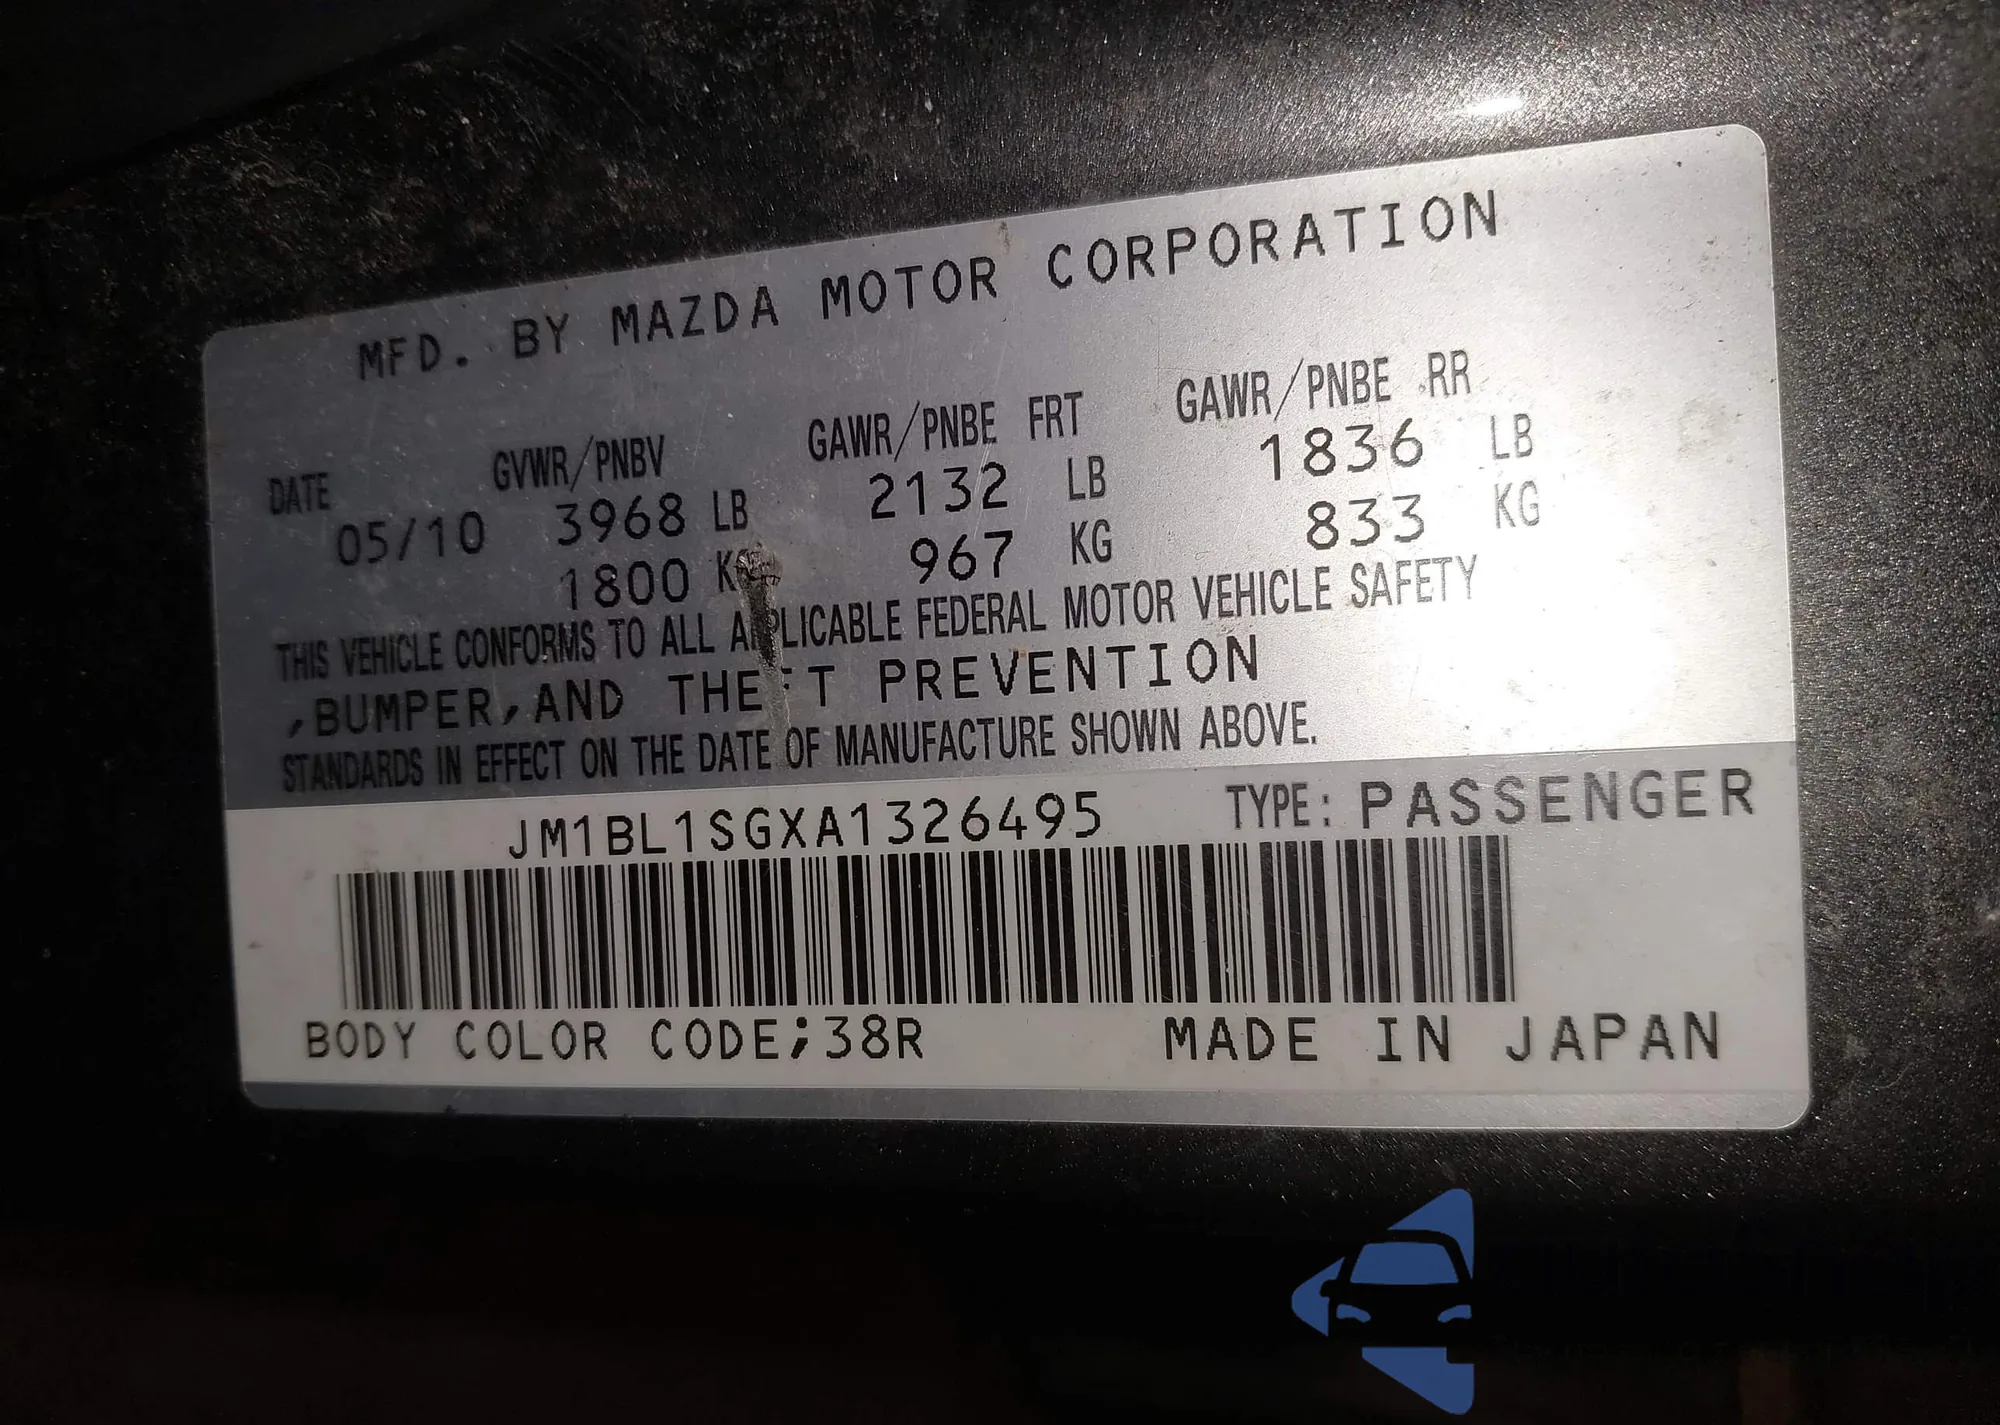 MFD. BY MAZDA MOTOR CORPORATION
DATE GVWR/PNBV GAWR/PNBE FRT GAWR/PNBE RR
05/10 3968 LB 2132 LB 1836 LB
1800 KG 967 KG 833 KG
THIS VEHICLE CONFORMS TO ALL APPLICABLE FEDERAL MOTOR VEHICLE SAFETY
,BUMPER,AND THEFT PREVENTION
STANDARDS IN EFFECT ON THE DATE OF MANUFACTURE SHOWN ABOVE.
JM1BL1SGXA1326495 TYPE: PASSENGER
BODY COLOR CODE;38R MADE IN JAPAN